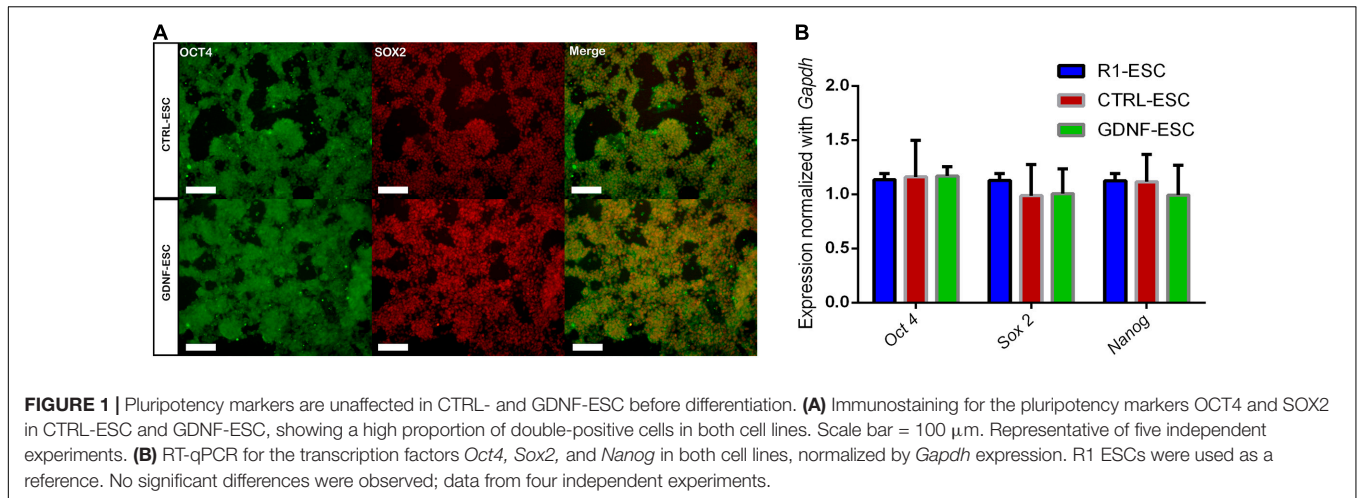 A
OCT4
SOX2
Merge
CTRL-ESC
GDNF-ESC
B
R1-ESC
CTRL-ESC
GDNF-ESC
Expression normalized with Gapdh
2.0
1.5
1.0
0.5
0.0
Oct 4
Sox 2
Nanog
FIGURE 1 | Pluripotency markers are unaffected in CTRL- and GDNF-ESC before differentiation. (A) Immunostaining for the pluripotency markers OCT4 and SOX2
in CTRL-ESC and GDNF-ESC, showing a high proportion of double-positive cells in both cell lines. Scale bar = 100 μm. Representative of five independent
experiments. (B) RT-qPCR for the transcription factors Oct4, Sox2, and Nanog in both cell lines, normalized by Gapdh expression. R1 ESCs were used as a
reference. No significant differences were observed; data from four independent experiments.